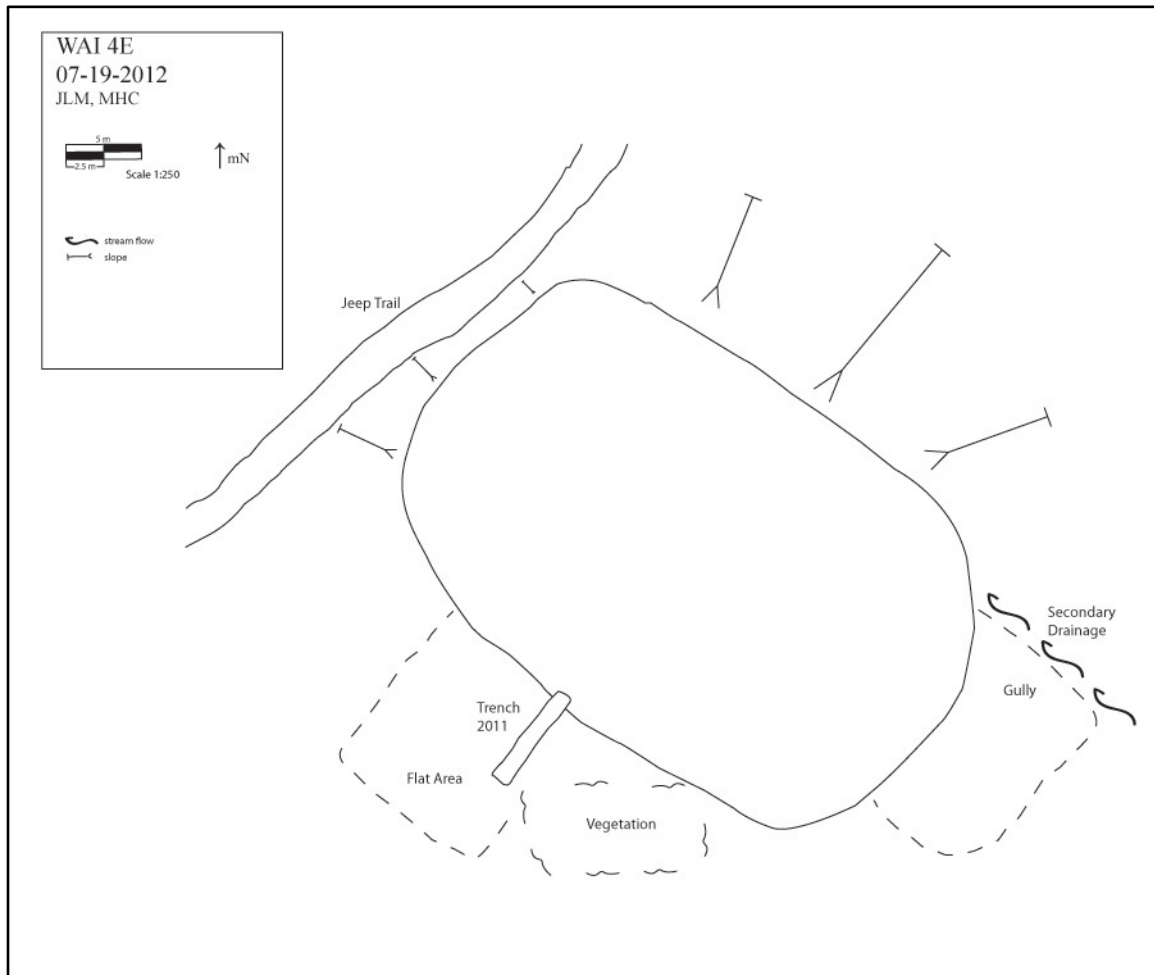 WAI 4E
07-19-2012
JLM, MHC
5 m
2.5 m
Scale 1:250
mN
stream flow
slope
Jeep Trail
Secondary
Drainage
Gully
Trench
2011
Flat Area
Vegetation